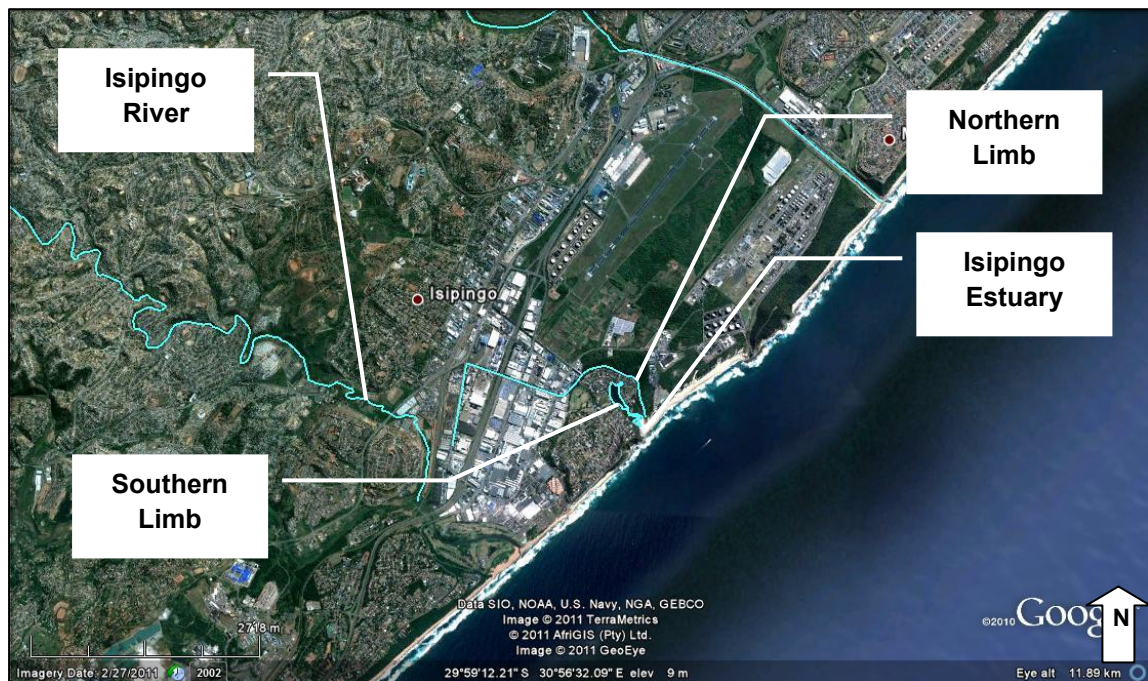 Isipingo
River
Northern
Limb
Isipingo
Estuary
Isipingo
Southern
Limb
Data SIO, NOAA, U.S. Navy, NGA, GEBCO
Image © 2011 TerraMetrics
© 2011 AfriGIS (Pty) Ltd.
Image © 2011 GeoEye
2718 m
©2010 Google
N
Imagery Date: 2/27/2011 2002
29°59'12.21" S 30°56'32.09" E elev 9 m
Eye alt 11.89 km